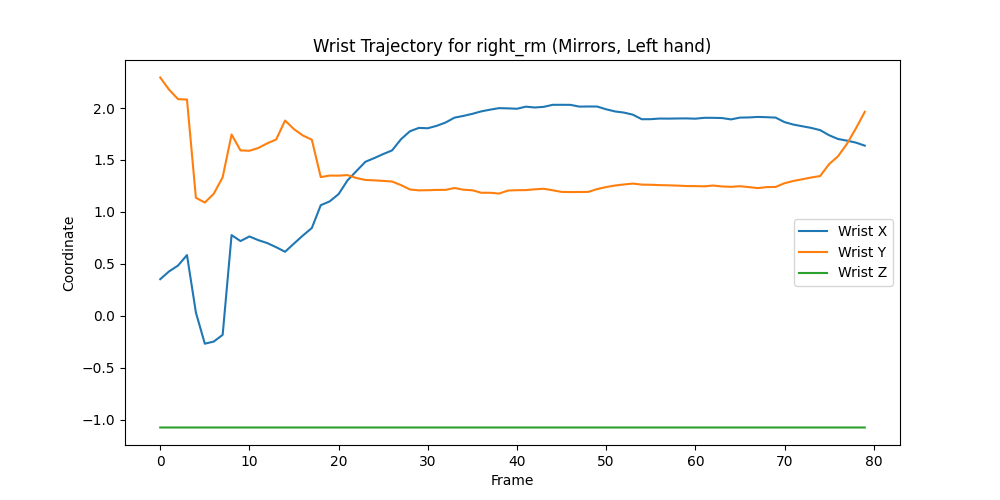 Wrist Trajectory for right_rm (Mirrors, Left hand)
2.0
1.5
1.0
0.5
0.0
−0.5
−1.0
Coordinate
Wrist X
Wrist Y
Wrist Z
0 10 20 30 40 50 60 70 80
Frame